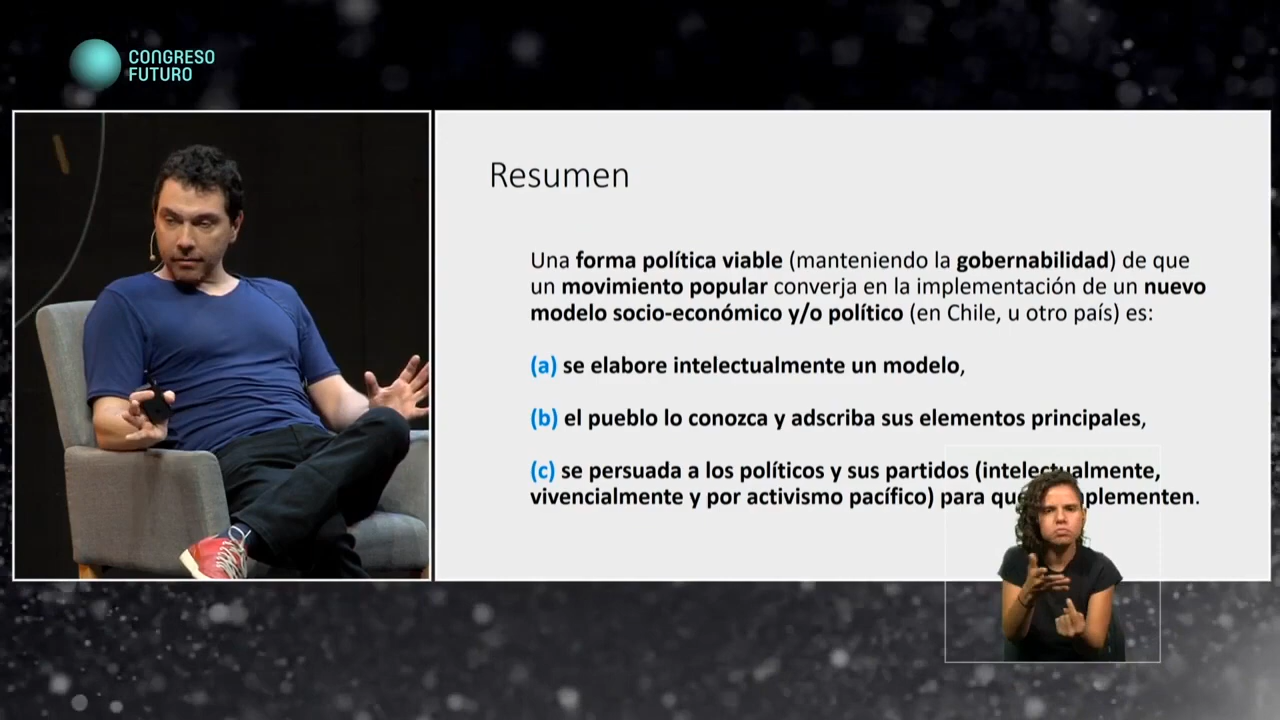 CONGRESO
FUTURO
Resumen
Una forma política viable (manteniendo la gobernabilidad) de que
un movimiento popular converja en la implementación de un nuevo
modelo socio-económico y/o político (en Chile, u otro país) es:
(a) se elabore intelectualmente un modelo,
(b) el pueblo lo conozca y adscriba sus elementos principales,
(c) se persuada a los políticos y sus partidos (intelectualmente,
vivencialmente y por activismo pacífico) para que implementen.